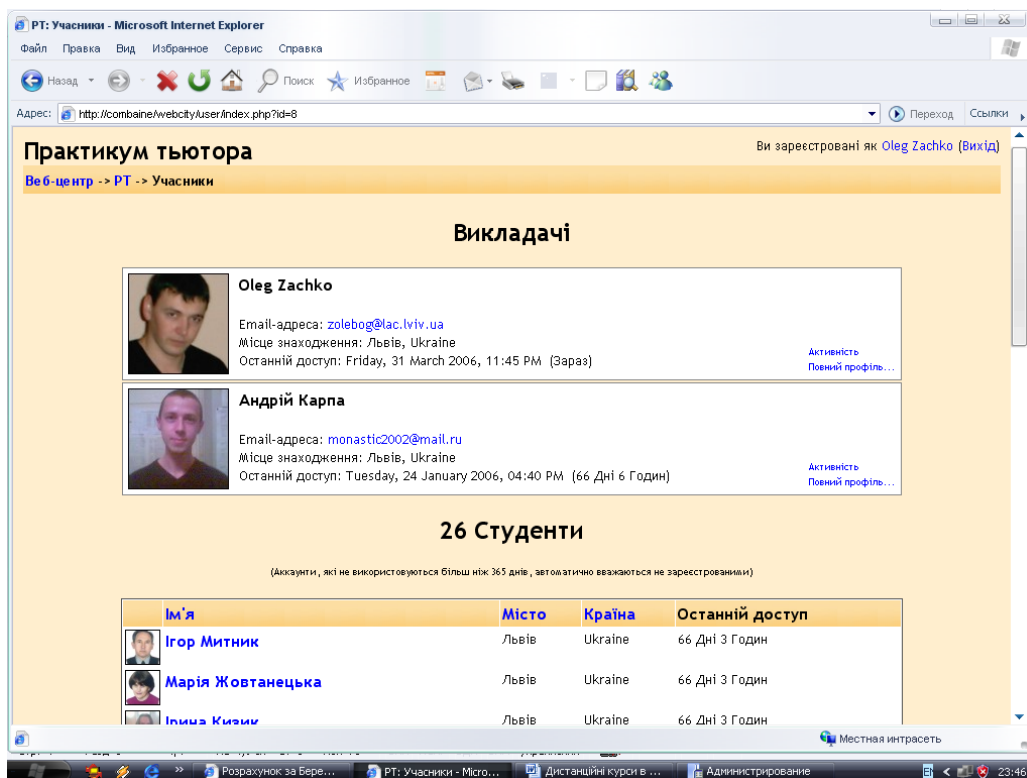 РТ: Учасники - Microsoft Internet Explorer
Файл Правка Вид Избранное Сервис Справка
Назад Поиск Избранное
Адрес: http://combaine/webcity/user/index.php?id=8 Переход Ссылки
Практикум тьютора
Ви зареєстровані як Oleg Zachko (Вихід)
Веб-центр -> РТ -> Учасники
Викладачі
Oleg Zachko
Email-адреса: zolebog@lac.lviv.ua
Місце знаходження: Львів, Ukraine
Останній доступ: Friday, 31 March 2006, 11:45 PM (Зараз)
Активність
Повний профіль...
Андрій Карпа
Email-адреса: monastic2002@mail.ru
Місце знаходження: Львів, Ukraine
Останній доступ: Tuesday, 24 January 2006, 04:40 PM (66 Дні 6 Годин)
Активність
Повний профіль...
26 Студенти
(Аккаунти, які не використовуються більш ніж 365 днів, автоматично вважаються не зареєстрованими)
Ім'я Місто Країна Останній доступ
Ігор Митник Львів Ukraine 66 Дні 3 Годин
Марія Жовтанецька Львів Ukraine 66 Дні 3 Годин
Ірина Кизик Львів Ukraine 66 Дні 3 Годин
Местная интрасеть
Розрахунок за Бере... РТ: Учасники - Micro... Дистанційні курси в ... Администрирование EN 23:46